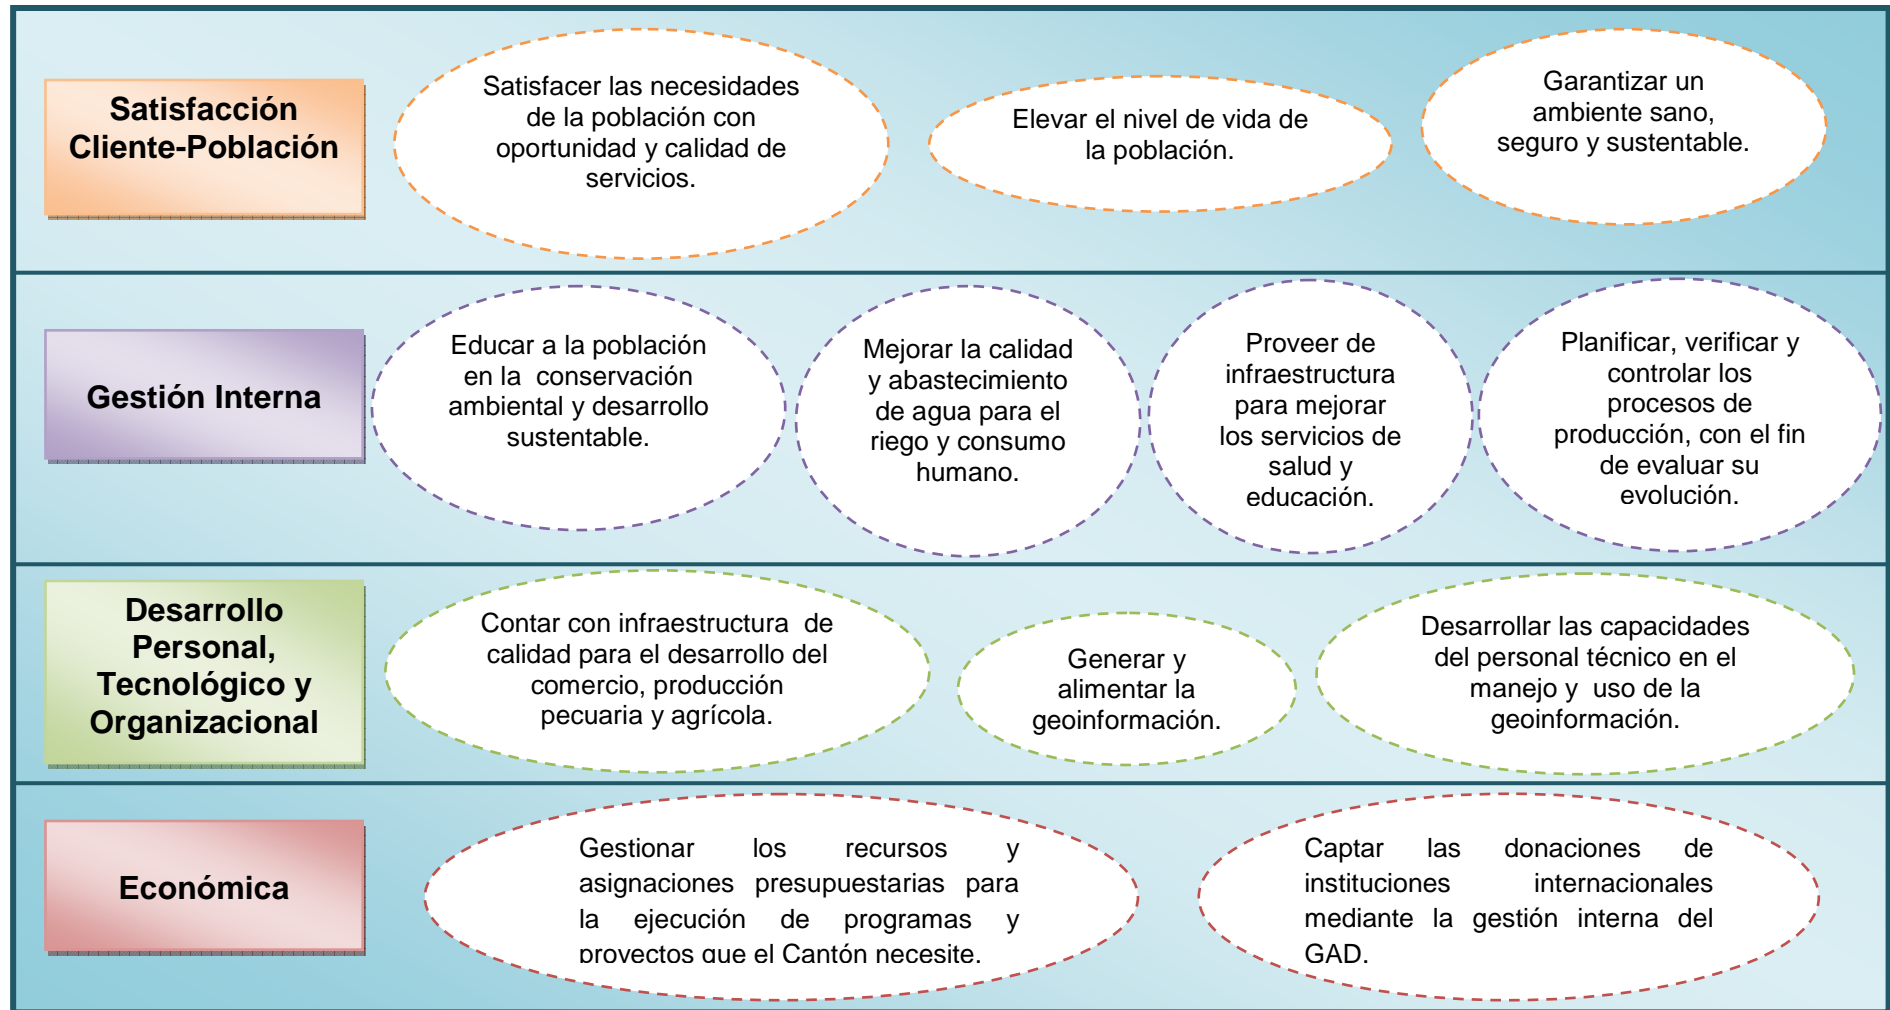 Satisfacción
Cliente-Población
Satisfacer las necesidades
de la población con
oportunidad y calidad de
servicios.
Elevar el nivel de vida de
la población.
Garantizar un
ambiente sano,
seguro y sustentable.
Gestión Interna
Educar a la población
en la conservación
ambiental y desarrollo
sustentable.
Mejorar la calidad
y abastecimiento
de agua para el
riego y consumo
humano.
Proveer de
infraestructura
para mejorar
los servicios de
salud y
educación.
Planificar, verificar y
controlar los
procesos de
producción, con el fin
de evaluar su
evolución.
Desarrollo
Personal,
Tecnológico y
Organizacional
Contar con infraestructura de
calidad para el desarrollo del
comercio, producción
pecuaria y agrícola.
Generar y
alimentar la
geoinformación.
Desarrollar las capacidades
del personal técnico en el
manejo y uso de la
geoinformación.
Económica
Gestionar los recursos y
asignaciones presupuestarias para
la ejecución de programas y
proyectos que el Cantón necesite.
Captar las donaciones de
instituciones internacionales
mediante la gestión interna del
GAD.